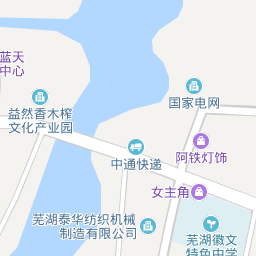 蓝天
中心
国家电网
益然香木榨
文化产业园
中通快递
阿铁灯饰
女主角
芜湖泰华纺织机械
制造有限公司
芜湖徽文
特色中学